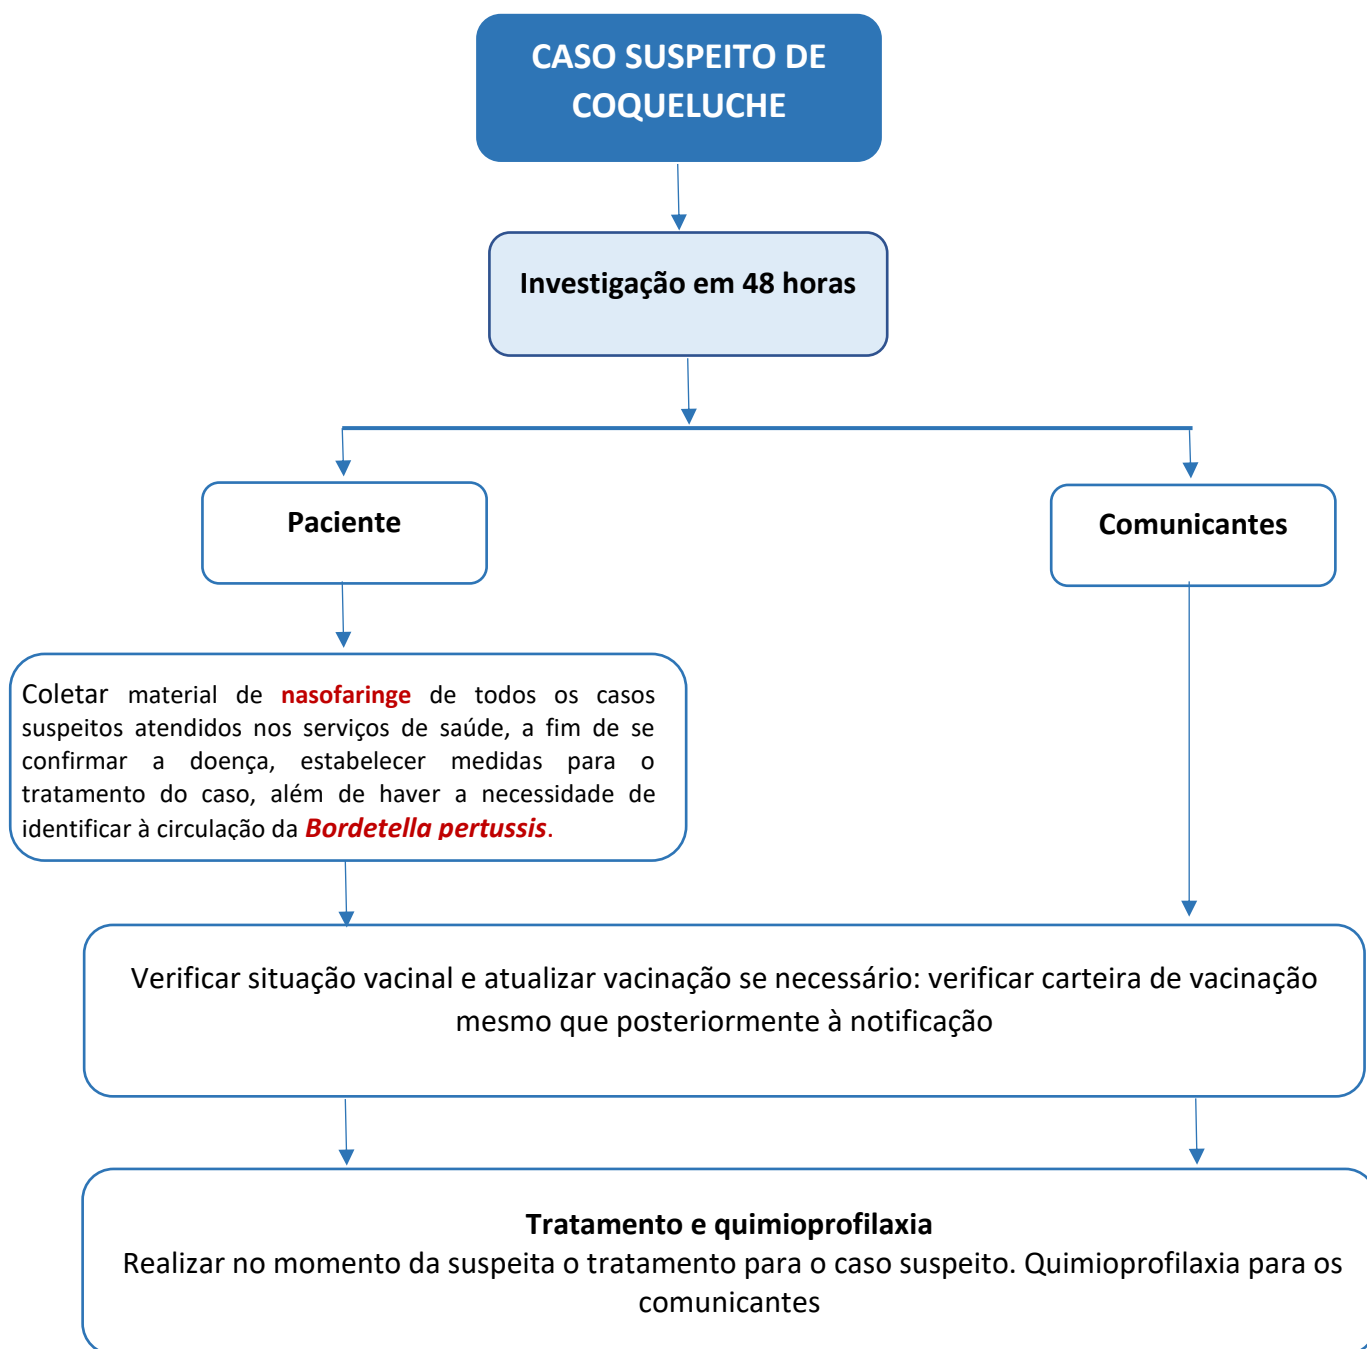 CASO SUSPEITO DE
COQUELUCHE
Investigação em 48 horas
Paciente
Comunicantes
Coletar material de nasofaringe de todos os casos
suspeitos atendidos nos serviços de saúde, a fim de se
confirmar a doença, estabelecer medidas para o
tratamento do caso, além de haver a necessidade de
identificar à circulação da Bordetella pertussis.
Verificar situação vacinal e atualizar vacinação se necessário: verificar carteira de vacinação
mesmo que posteriormente à notificação
Tratamento e quimioprofilaxia
Realizar no momento da suspeita o tratamento para o caso suspeito. Quimioprofilaxia para os
comunicantes